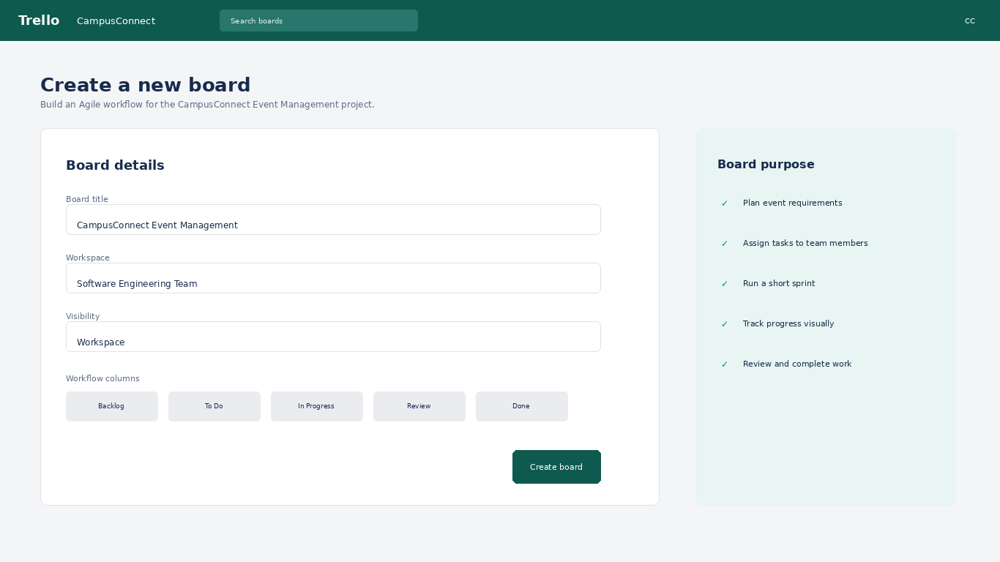 Trello CampusConnect Search boards CC
Create a new board
Build an Agile workflow for the CampusConnect Event Management project.
Board details
Board title
CampusConnect Event Management
Workspace
Software Engineering Team
Visibility
Workspace
Workflow columns
Backlog To Do In Progress Review Done
Create board
Board purpose
✓ Plan event requirements
✓ Assign tasks to team members
✓ Run a short sprint
✓ Track progress visually
✓ Review and complete work